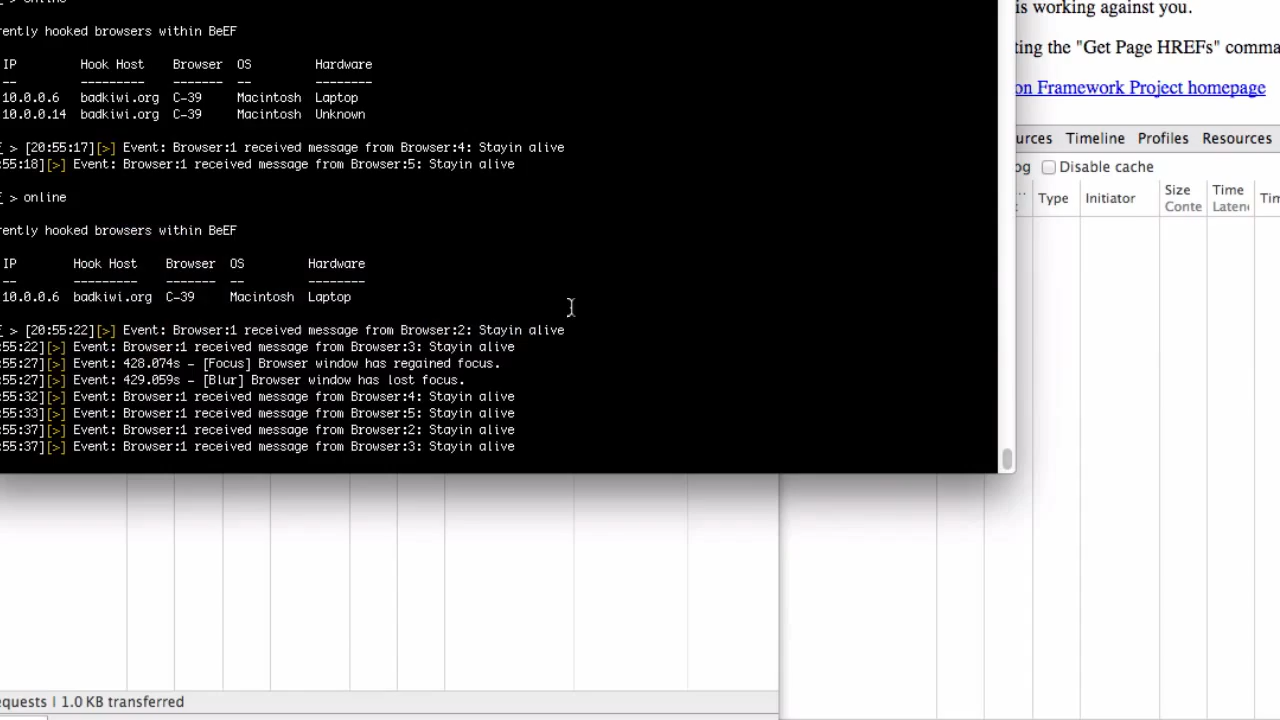 > online
rently hooked browsers within BeEF
IP Hook Host Browser OS Hardware
-- --------- ------- -- --------
10.0.0.6 badkiwi.org C-39 Macintosh Laptop
10.0.0.14 badkiwi.org C-39 Macintosh Unknown
> [20:55:17][>] Event: Browser:1 received message from Browser:4: Stayin alive
:55:18][>] Event: Browser:1 received message from Browser:5: Stayin alive
> online
rently hooked browsers within BeEF
IP Hook Host Browser OS Hardware
-- --------- ------- -- --------
10.0.0.6 badkiwi.org C-39 Macintosh Laptop
> [20:55:22][>] Event: Browser:1 received message from Browser:2: Stayin alive
:55:22][>] Event: Browser:1 received message from Browser:3: Stayin alive
:55:27][>] Event: 428.074s - [Focus] Browser window has regained focus.
:55:27][>] Event: 429.059s - [Blur] Browser window has lost focus.
:55:32][>] Event: Browser:1 received message from Browser:4: Stayin alive
:55:33][>] Event: Browser:1 received message from Browser:5: Stayin alive
:55:37][>] Event: Browser:1 received message from Browser:2: Stayin alive
:55:37][>] Event: Browser:1 received message from Browser:3: Stayin alive
is working against you.
ting the "Get Page HREFs" comma
on Framework Project homepage
urces Timeline Profiles Resources
og Disable cache
Type Initiator Size Time Tim
Conte Laten
equests | 1.0 KB transferred